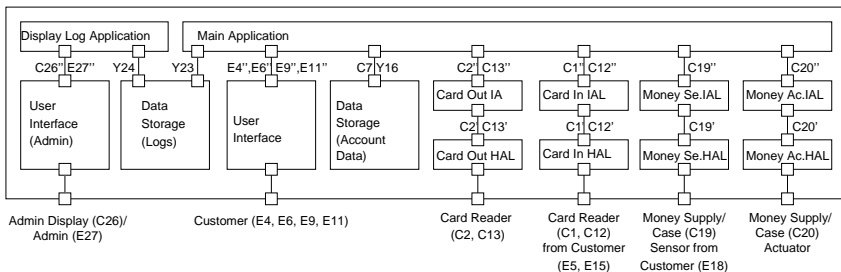 Display Log Application
Main Application
C26'' E27''
Y24
Y23
E4'',E6'' E9'',E11''
C7 Y16
C2'' C13''
C1'' C12''
C19''
C20''
User
Interface
(Admin)
Data
Storage
(Logs)
User
Interface
Data
Storage
(Account
Data)
Card Out IA
Card In IAL
Money Se.IAL
Money Ac.IAL
C2' C13'
C1' C12'
C19'
C20'
Card Out HAL
Card In HAL
Money Se.HAL
Money Ac.HAL
Admin Display (C26)/
Admin (E27)
Customer (E4, E6, E9, E11)
Card Reader
(C2, C13)
Card Reader
(C1, C12)
from Customer
(E5, E15)
Money Supply/
Case (C19)
Sensor from
Customer (E18)
Money Supply/
Case (C20)
Actuator